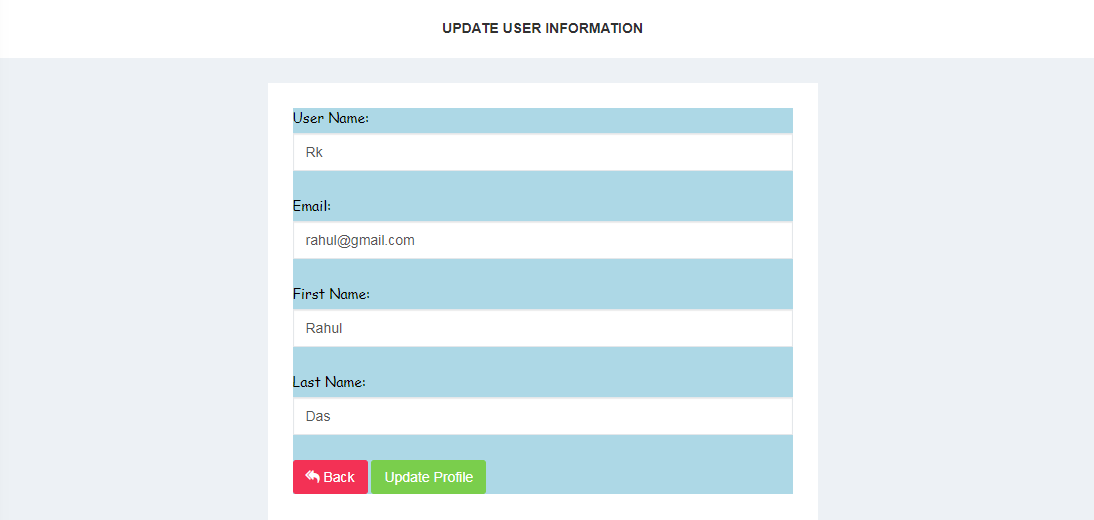 UPDATE USER INFORMATION
User Name:
Rk
Email:
rahul@gmail.com
First Name:
Rahul
Last Name:
Das
Back Update Profile